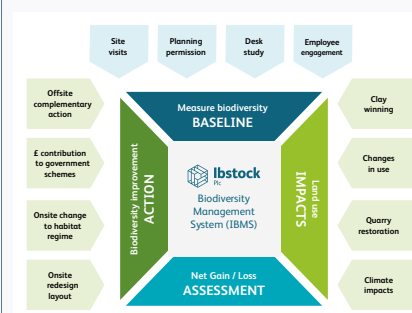 Site
visits
Planning
permission
Desk
study
Employee
engagement
Offsite
complementary
action
£ contribution
to government
schemes
Onsite change
to habitat
regime
Onsite
redesign
layout
Measure biodiversity
BASELINE
Biodiversity improvement
ACTION
Ibstock
Plc
Biodiversity
Management
System (IBMS)
Land use
IMPACTS
Net Gain / Loss
ASSESSMENT
Clay
winning
Changes
in use
Quarry
restoration
Climate
impacts